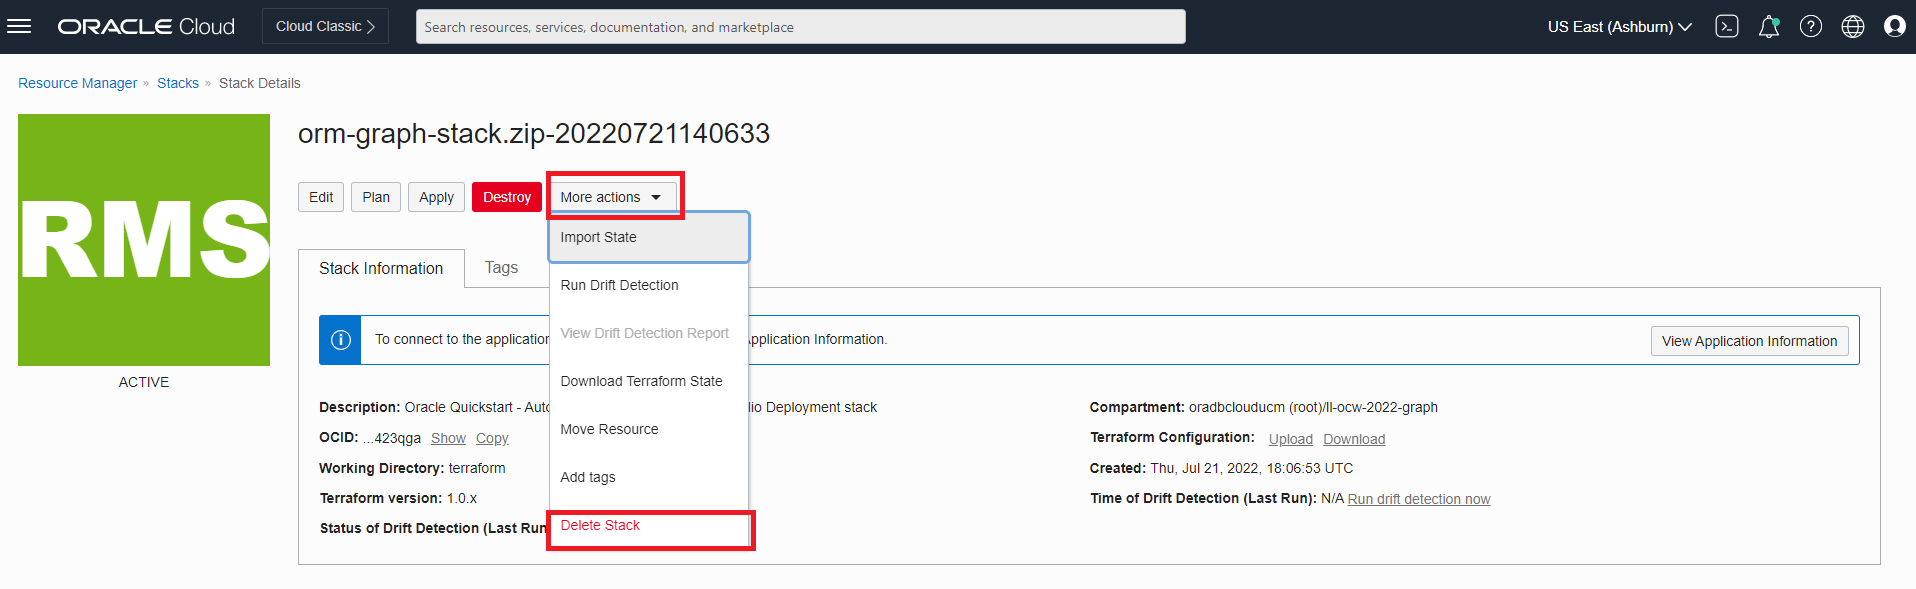 ORACLE Cloud
Cloud Classic
Search resources, services, documentation, and marketplace
US East (Ashburn)
Resource Manager » Stacks » Stack Details
RMS
ACTIVE
orm-graph-stack.zip-20220721140633
Edit
Plan
Apply
Destroy
More actions
Import State
Run Drift Detection
View Drift Detection Report
Download Terraform State
Move Resource
Add tags
Delete Stack
Stack Information
Tags
To connect to the application
pplication Information.
View Application Information
Description: Oracle Quickstart - Auto
io Deployment stack
OCID: ...423qga Show Copy
Working Directory: terraform
Terraform version: 1.0.x
Status of Drift Detection (Last Run
Compartment: oradbclouducm (root)/ll-ocw-2022-graph
Terraform Configuration: Upload Download
Created: Thu, Jul 21, 2022, 18:06:53 UTC
Time of Drift Detection (Last Run): N/A Run drift detection now